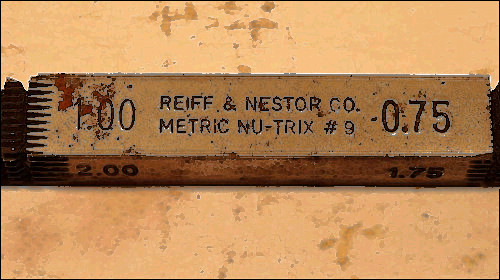 1.00 REIFF & NESTOR CO. 0.75
METRIC NU-TRIX # 9
2.00 1.75